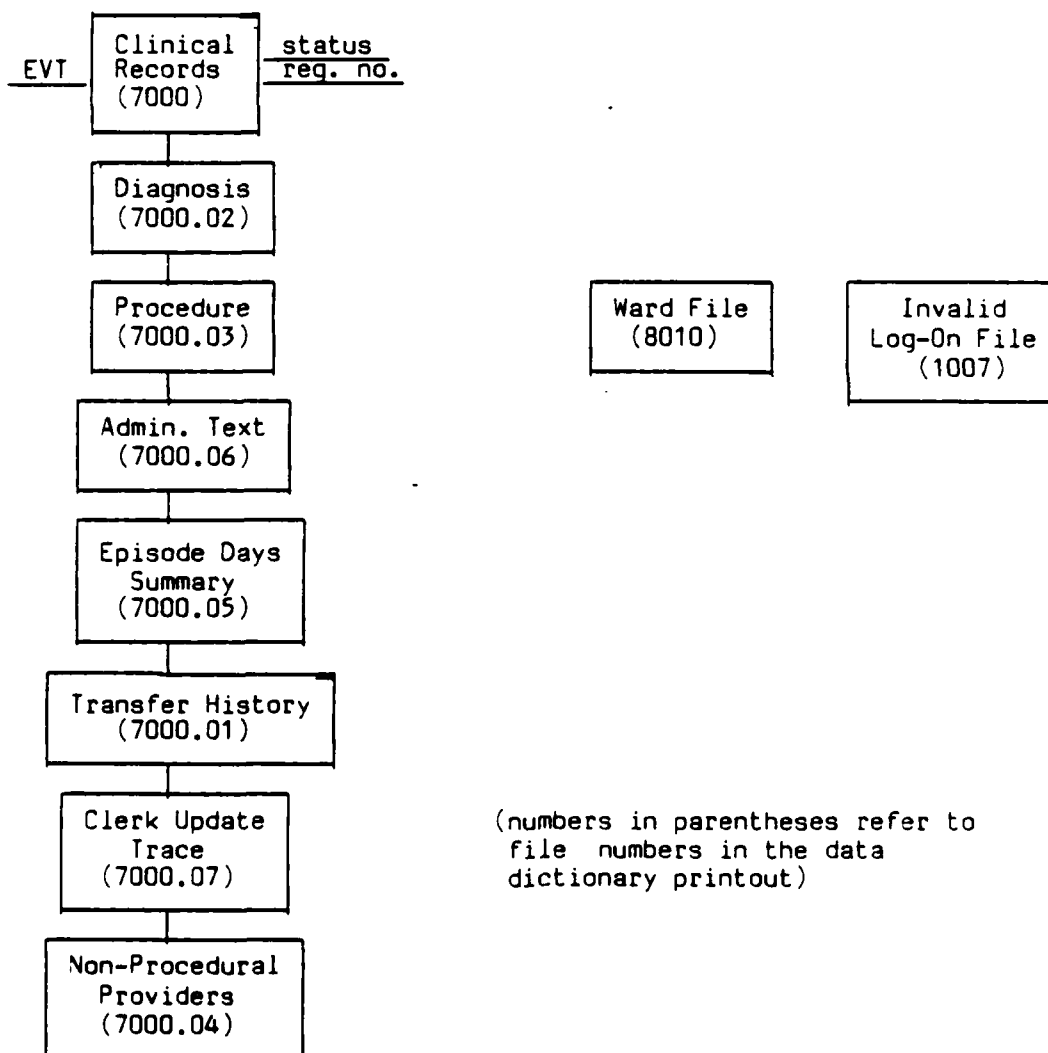 EVT
Clinical
Records
(7000)
status
req. no.
Diagnosis
(7000.02)
Procedure
(7000.03)
Ward File
(8010)
Invalid
Log-On File
(1007)
Admin. Text
(7000.06)
Episode Days
Summary
(7000.05)
Transfer History
(7000.01)
Clerk Update
Trace
(7000.07)
(numbers in parentheses refer to
file numbers in the data
dictionary printout)
Non-Procedural
Providers
(7000.04)